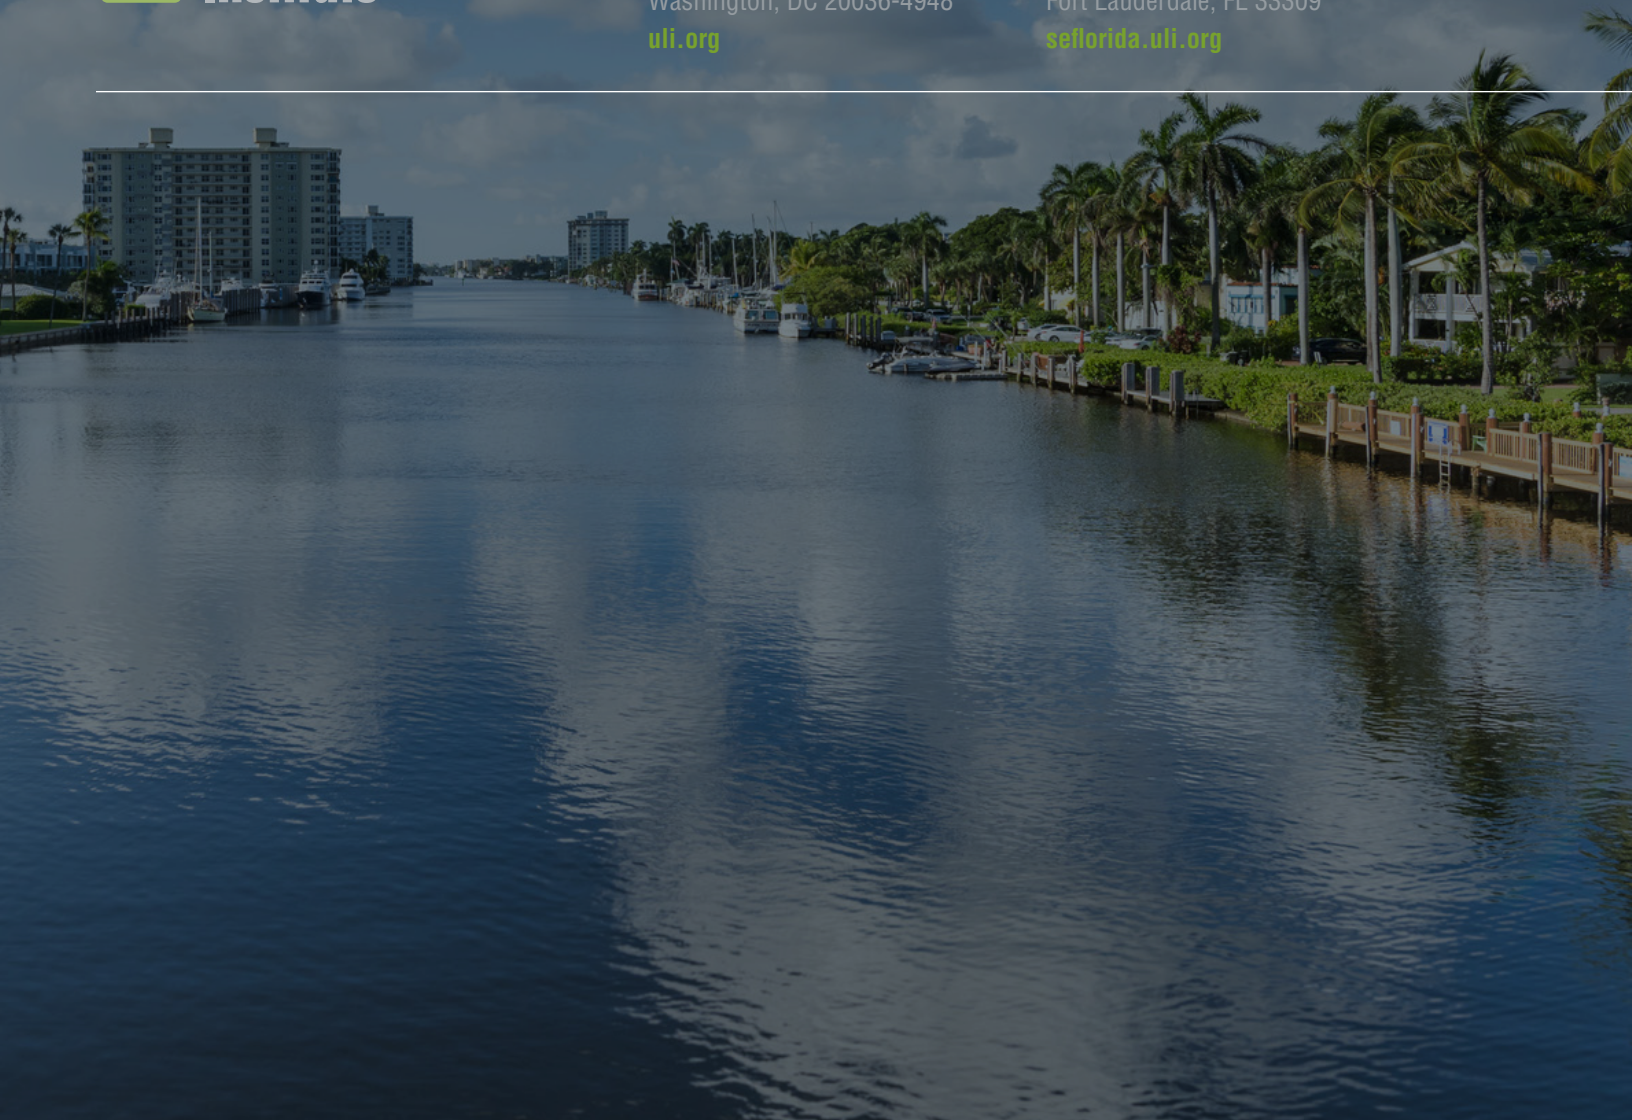 Washington, DC 20036-4948
Fort Lauderdale, FL 33309
uli.org
seflorida.uli.org